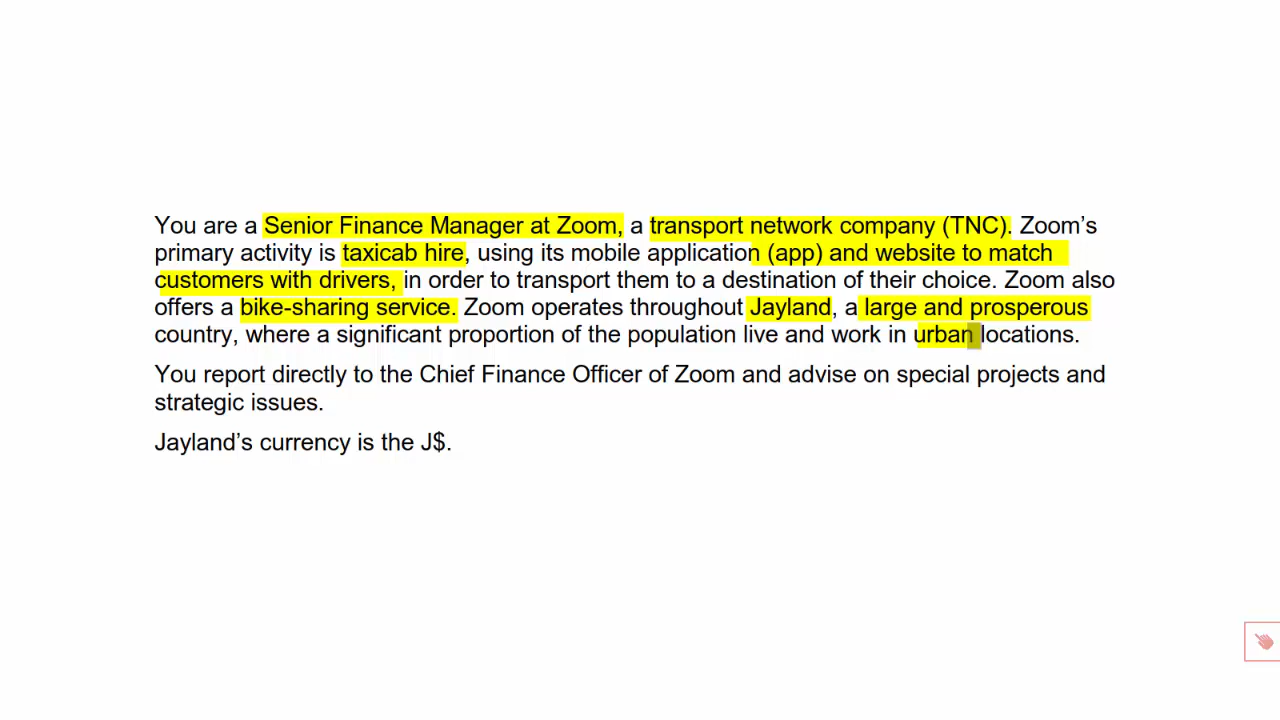 You are a Senior Finance Manager at Zoom, a transport network company (TNC). Zoom’s
primary activity is taxicab hire, using its mobile application (app) and website to match
customers with drivers, in order to transport them to a destination of their choice. Zoom also
offers a bike-sharing service. Zoom operates throughout Jayland, a large and prosperous
country, where a significant proportion of the population live and work in urban locations.
You report directly to the Chief Finance Officer of Zoom and advise on special projects and
strategic issues.
Jayland’s currency is the J$.